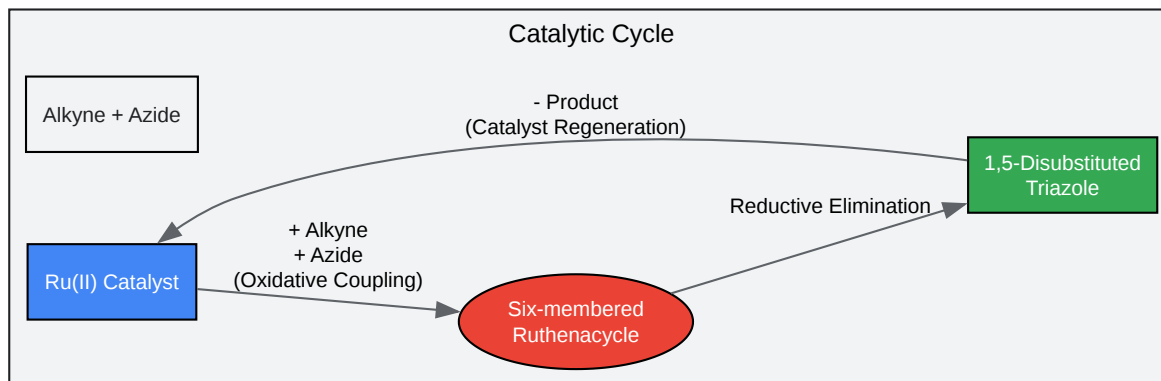 Catalytic Cycle
Alkyne + Azide
- Product
(Catalyst Regeneration)
1,5-Disubstituted
Triazole
Reductive Elimination
+ Alkyne
+ Azide
(Oxidative Coupling)
Ru(II) Catalyst
Six-membered
Ruthenacycle